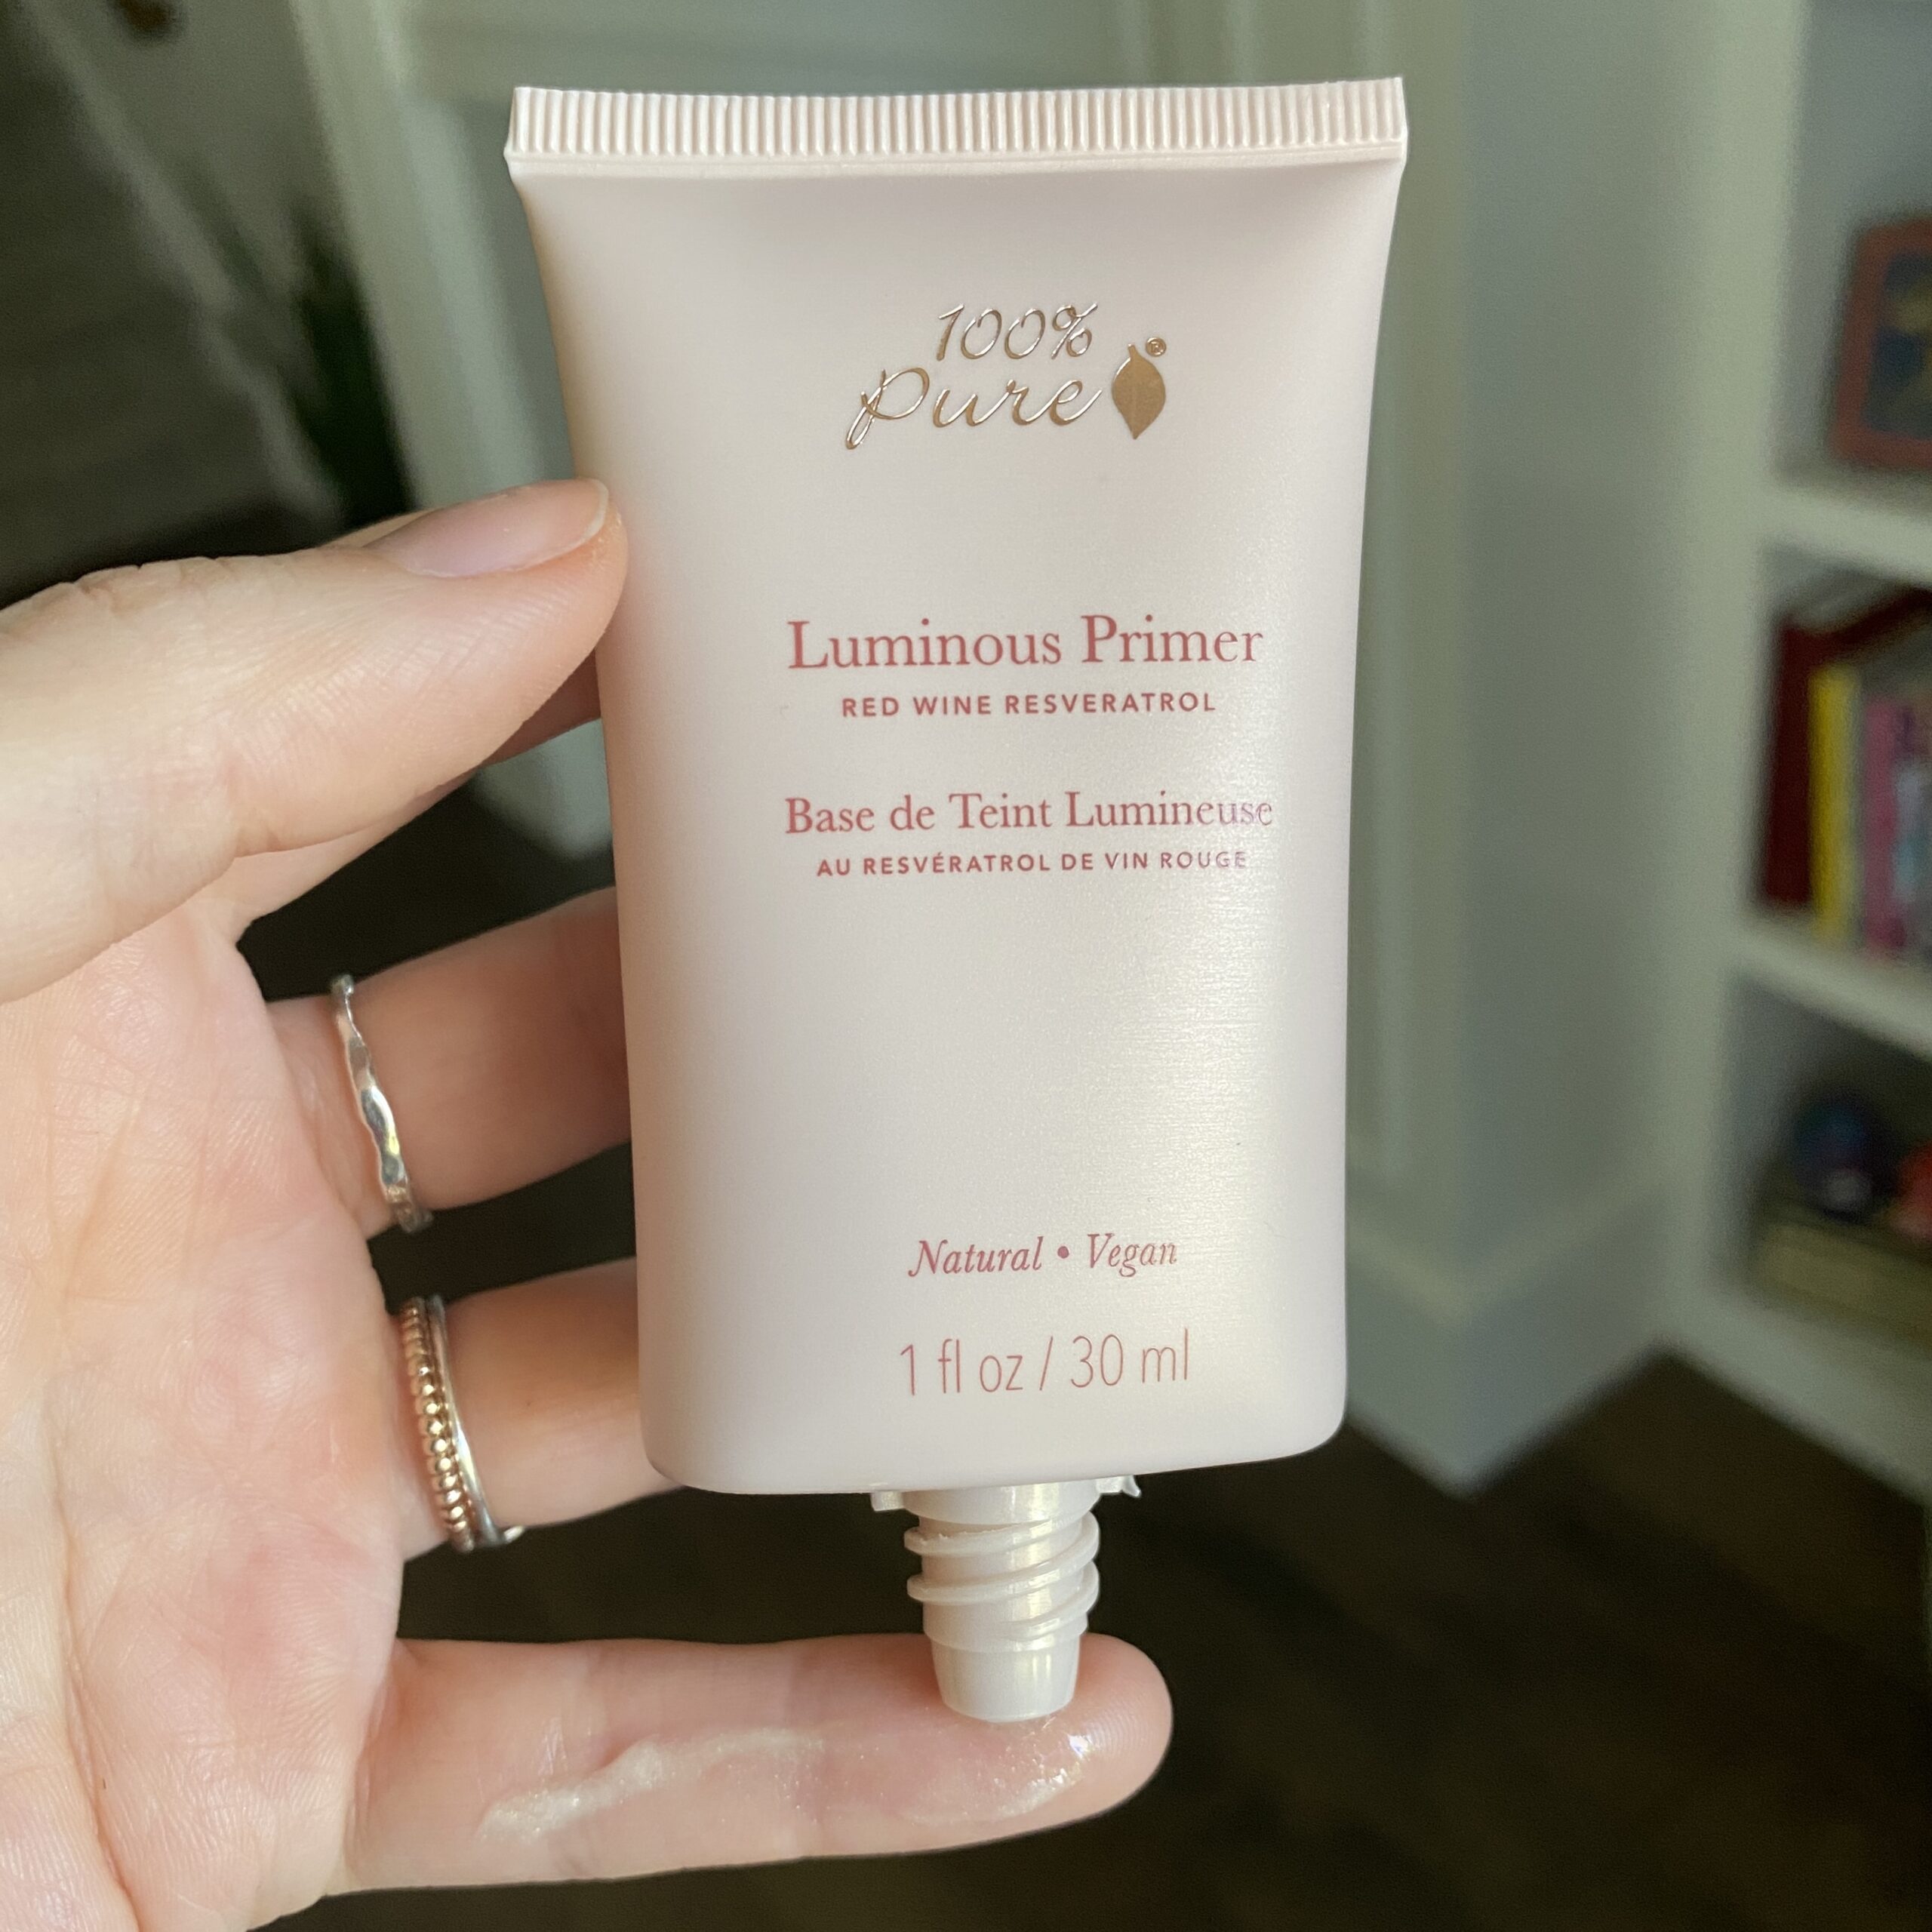 100%
Pure®
Luminous Primer
RED WINE RESVERATROL
Base de Teint Lumineuse
AU RESVÉRATROL DE VIN ROUGE
Natural • Vegan
1 fl oz / 30 ml